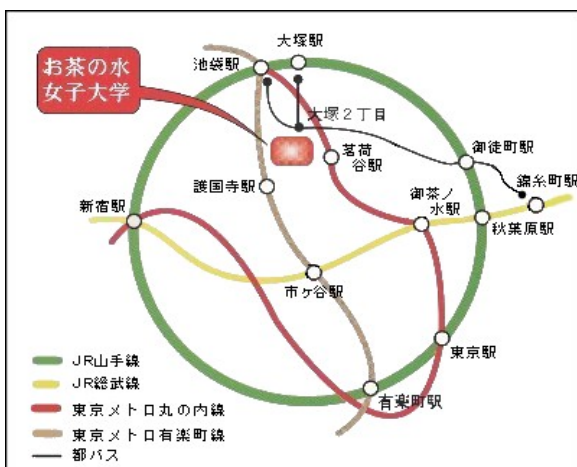 お茶の水
女子大学
池袋駅
大塚駅
大塚２丁目
茗荷
谷駅
御徒町駅
錦糸町駅
護国寺駅
新宿駅
御茶ノ
水駅
秋葉原駅
市ヶ谷駅
東京駅
有楽町駅
JR山手線
JR総武線
東京メトロ丸の内線
東京メトロ有楽町線
都バス